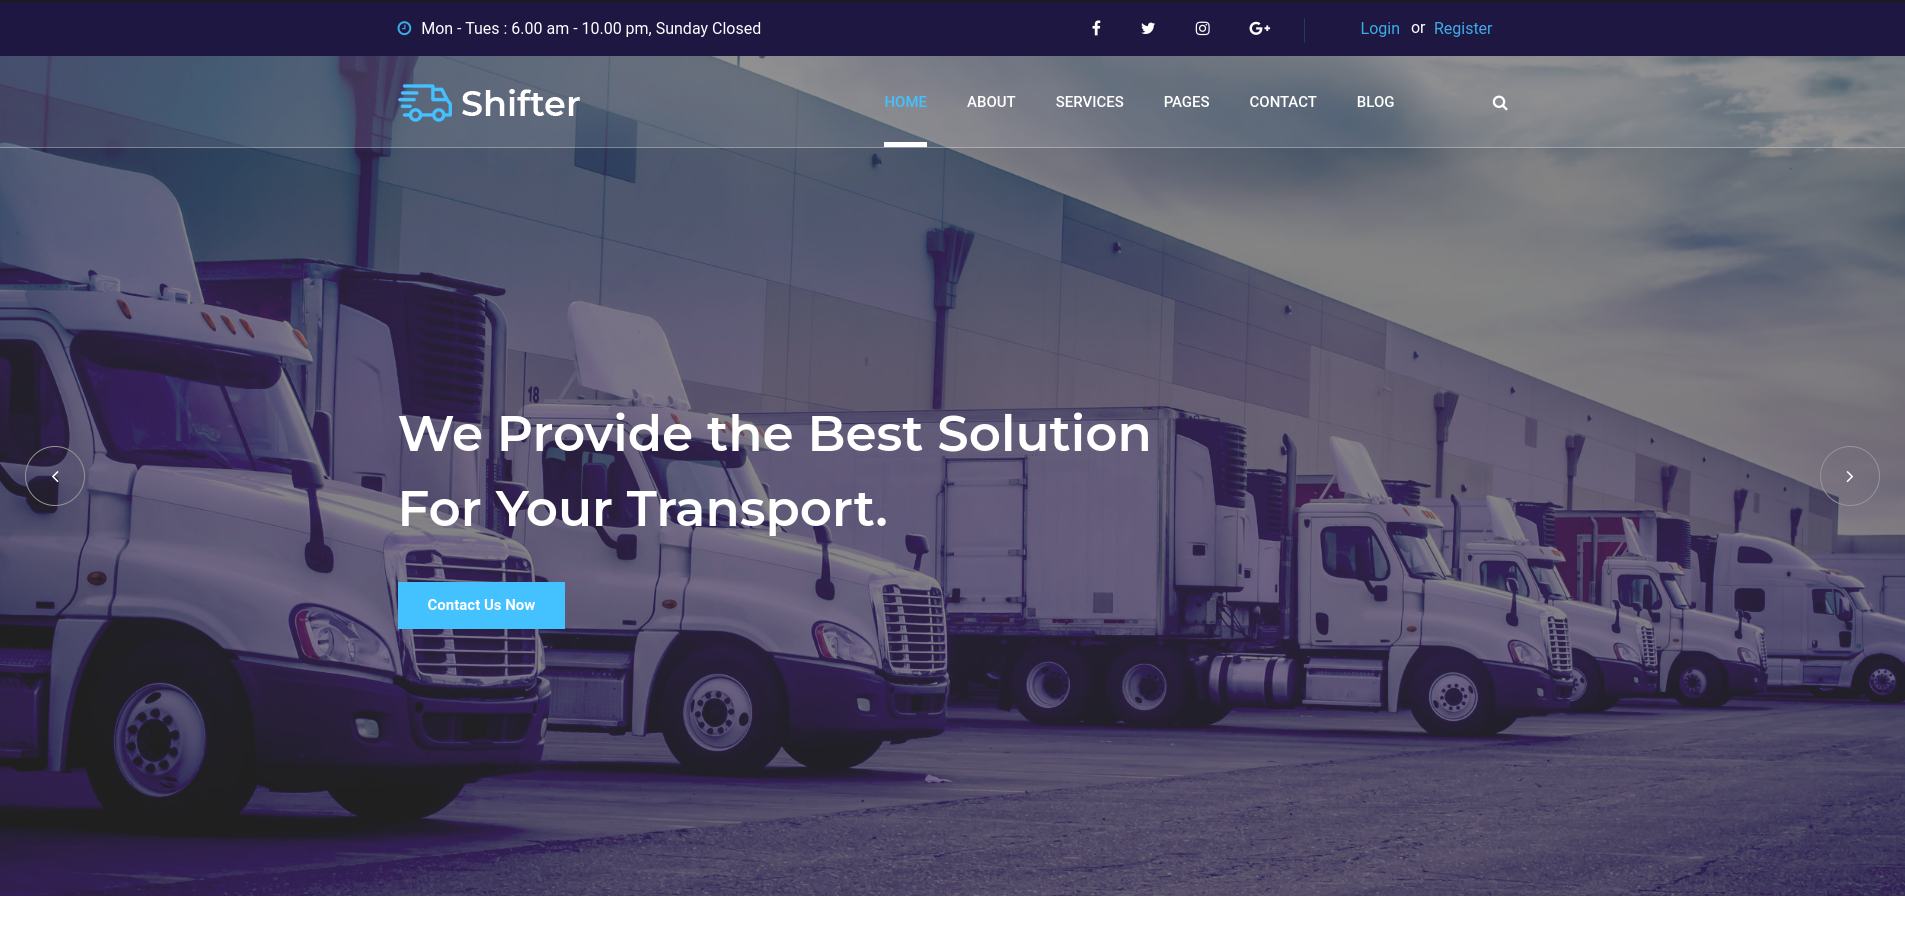 Mon - Tues : 6.00 am - 10.00 pm, Sunday Closed
Login or Register
Shifter
HOME ABOUT SERVICES PAGES CONTACT BLOG
18
We Provide the Best Solution
For Your Transport.
Contact Us Now